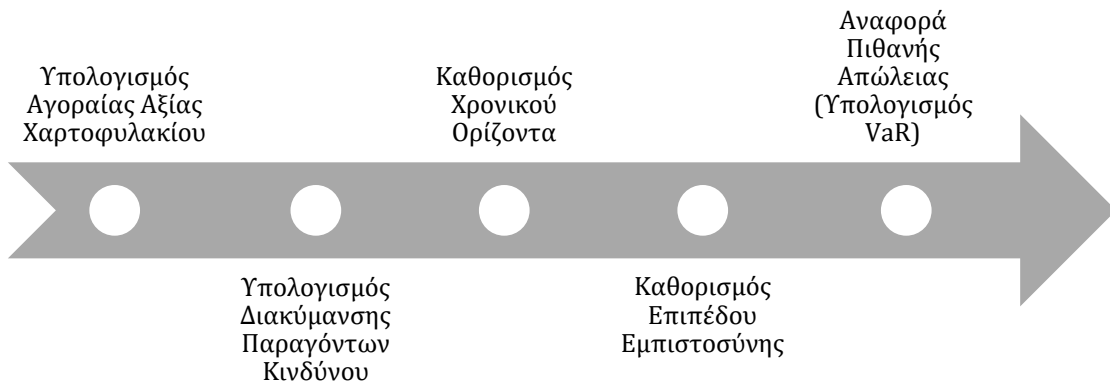 Υπολογισμός
Αγοραίας Αξίας
Χαρτοφυλακίου
Υπολογισμός
Διακύμανσης
Παραγόντων
Κινδύνου
Καθορισμός
Χρονικού
Ορίζοντα
Καθορισμός
Επιπέδου
Εμπιστοσύνης
Αναφορά
Πιθανής
Απώλειας
(Υπολογισμός
VaR)